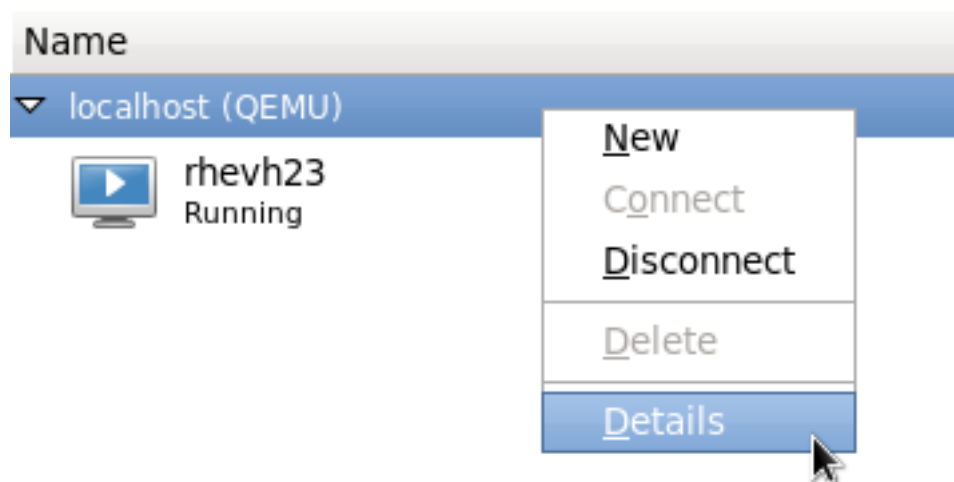 Name
localhost (QEMU)
rhevh23
Running
New
Connect
Disconnect
Delete
Details